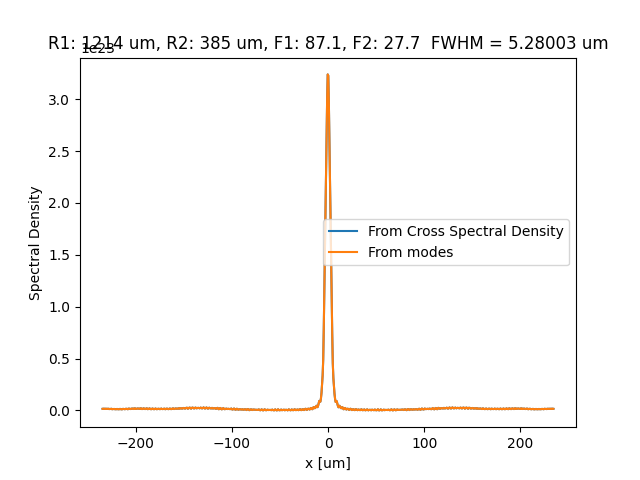 R1: 1214 um, R2: 385 um, F1: 87.1, F2: 27.7  FWHM = 5.28003 um
1e23
3.0
2.5
2.0
1.5
1.0
0.5
0.0
Spectral Density
From Cross Spectral Density
From modes
−200
−100
0
100
200
x [um]